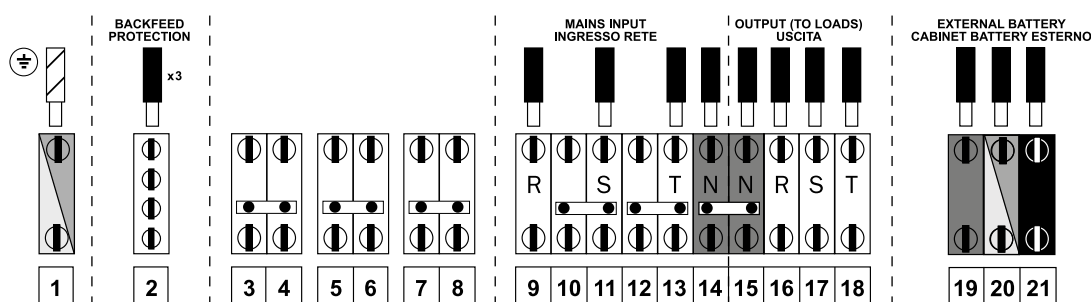 BACKFEED
PROTECTION
x3
MAINS INPUT
INGRESSO RETE
OUTPUT (TO LOADS)
USCITA
EXTERNAL BATTERY
CABINET BATTERY ESTERNO
R S T N N R S T
1 2 3 4 5 6 7 8 9 10 11 12 13 14 15 16 17 18 19 20 21